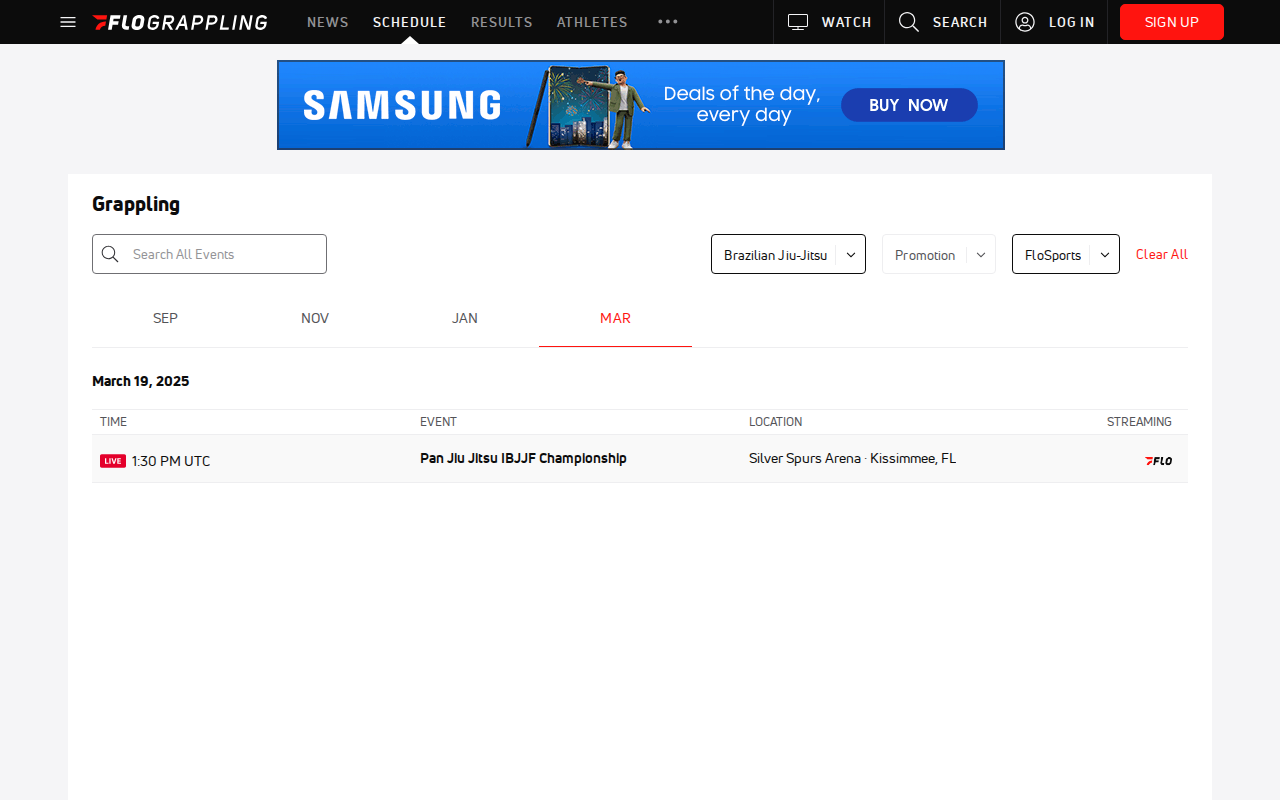 FLOGRAPPLING
NEWS
SCHEDULE
RESULTS
ATHLETES
WATCH
SEARCH
LOG IN
SIGN UP
SAMSUNG
Deals of the day,
every day
BUY NOW
Grappling
Search All Events
Brazilian Jiu-Jitsu
Promotion
FloSports
Clear All
SEP
NOV
JAN
MAR
March 19, 2025
TIME
EVENT
LOCATION
STREAMING
LIVE
1:30 PM UTC
Pan Jiu Jitsu IBJJF Championship
Silver Spurs Arena · Kissimmee, FL
FLO